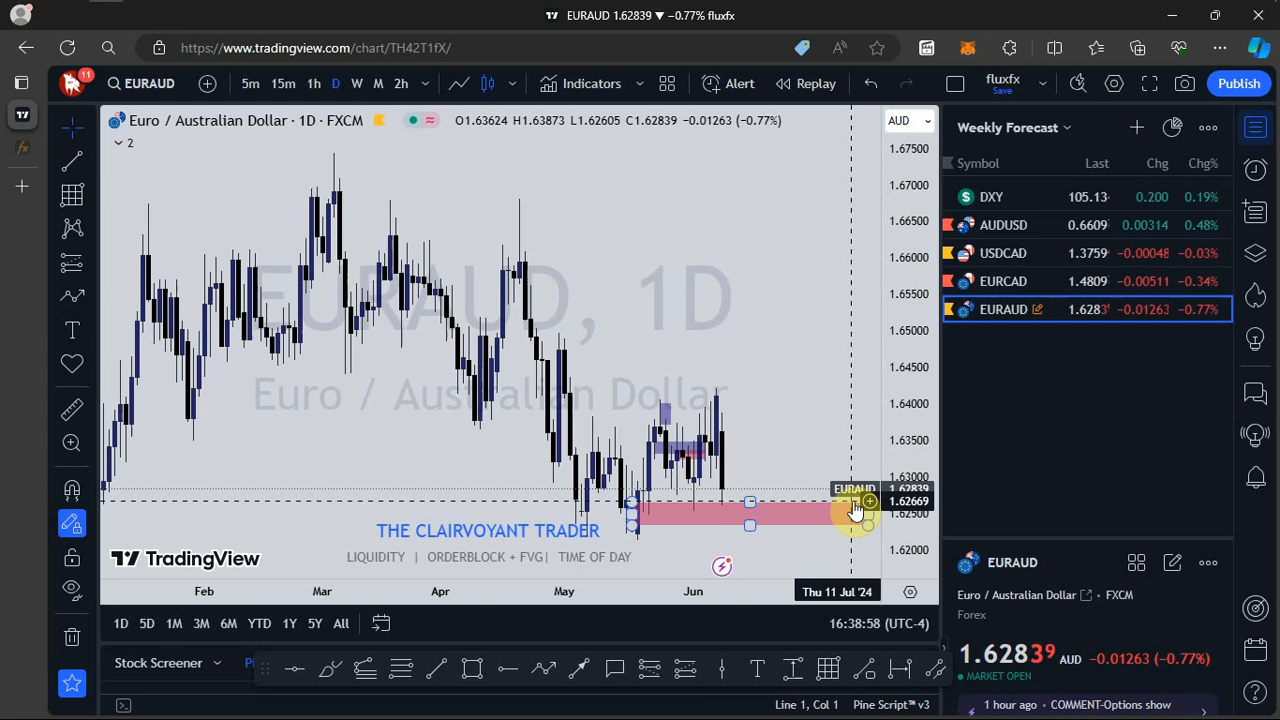 EURAUD 1.62839 ▼ −0.77% fluxfx
https://www.tradingview.com/chart/TH42T1fX/
11
EURAUD
5m 15m 1h D W M 2h
Indicators
Alert
Replay
fluxfx
Save
Publish
Euro / Australian Dollar · 1D · FXCM
O1.63624 H1.63873 L1.62605 C1.62839 −0.01263 (−0.77%)
AUD
2
EURAUD, 1D
Euro / Australian Dollar
1.67500
1.67000
1.66500
1.66000
1.65500
1.65000
1.64500
1.64000
1.63500
1.63000
EURAUD 1.62839
1.62669
1.62500
1.62000
THE CLAIRVOYANT TRADER
LIQUIDITY | ORDERBLOCK + FVG| TIME OF DAY
TradingView
Feb Mar Apr May Jun Thu 11 Jul '24
1D 5D 1M 3M 6M YTD 1Y 5Y All
16:38:58 (UTC-4)
Stock Screener
Pi
Line 1, Col 1 Pine Script™ v3
Weekly Forecast
Symbol Last Chg Chg%
DXY 105.13 0.200 0.19%
AUDUSD 0.6609 0.00314 0.48%
USDCAD 1.3759 −0.00048 −0.03%
EURCAD 1.4809 −0.00511 −0.34%
EURAUD 1.6283 −0.01263 −0.77%
EURAUD
Euro / Australian Dollar • FXCM
Forex
1.62839 AUD −0.01263 (−0.77%)
MARKET OPEN
1 hour ago • COMMENT-Options show